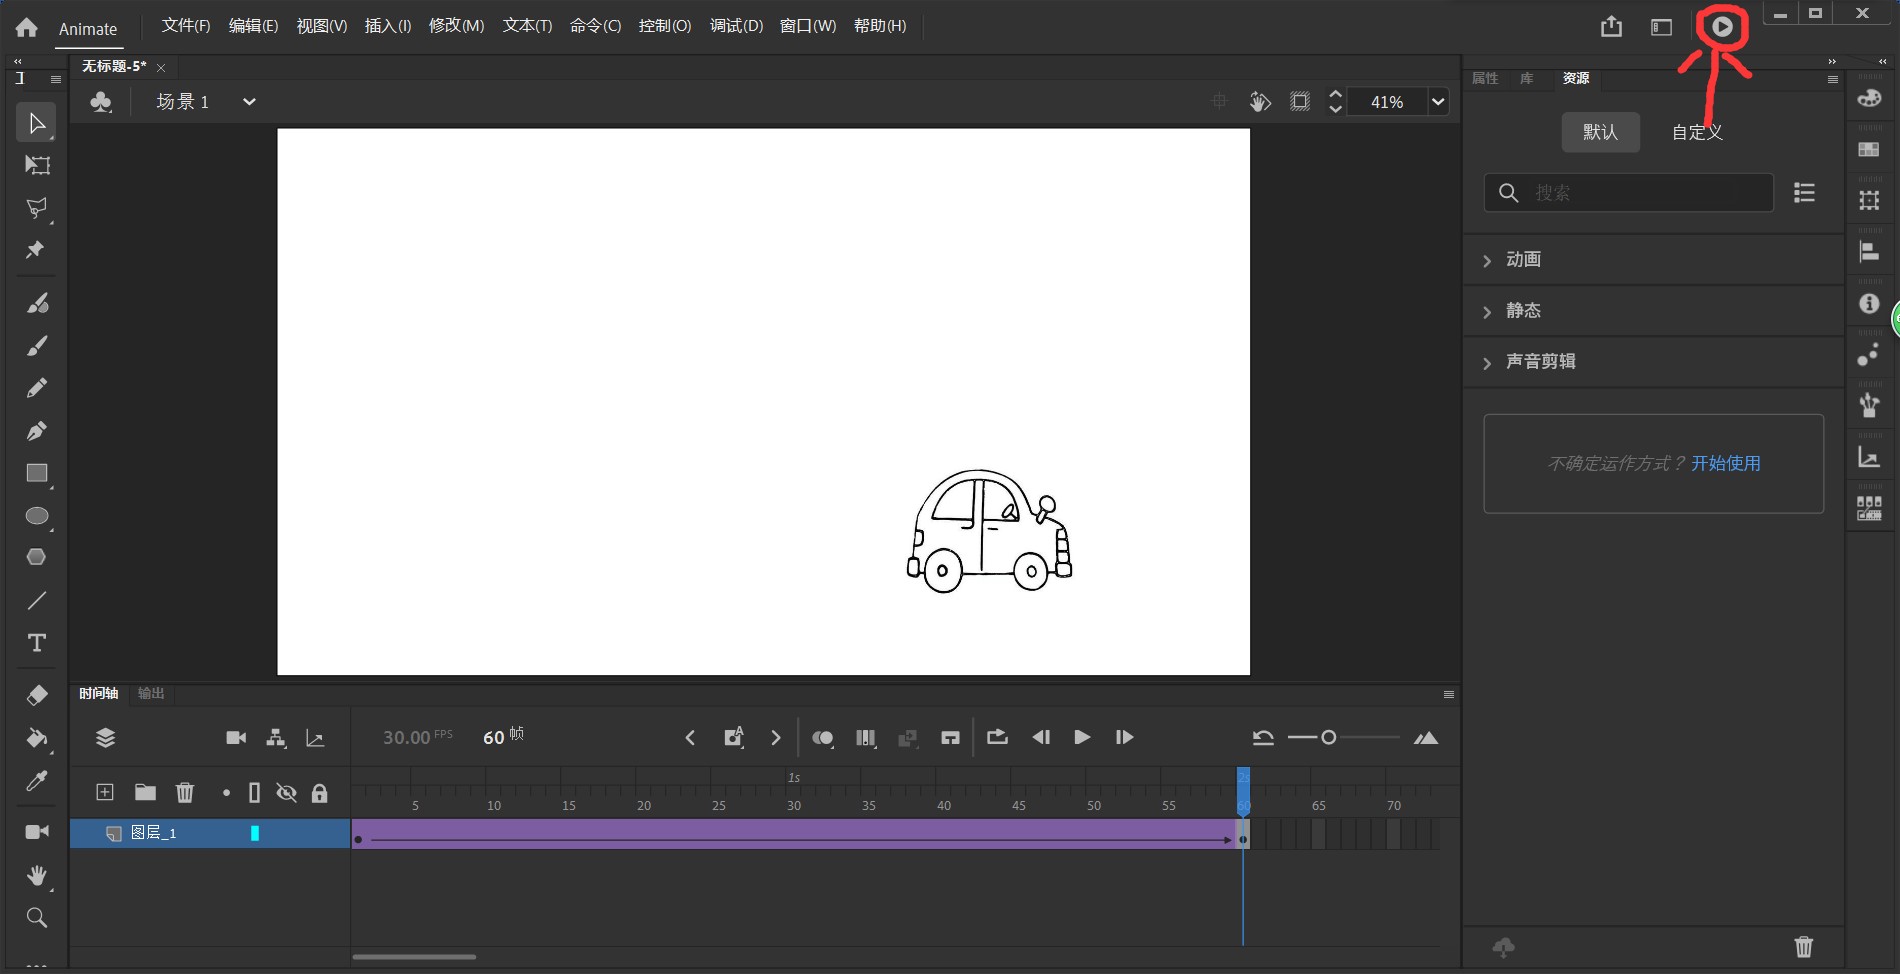 Animate 文件(F) 编辑(E) 视图(V) 插入(I) 修改(M) 文本(T) 命令(C) 控制(O) 调试(D) 窗口(W) 帮助(H)
无标题-5*
属性 库 资源
场景 1
41%
默认 自定义
搜索
动画
静态
声音剪辑
不确定运作方式？开始使用
时间轴 输出
30.00 FPS 60 帧
1s 2s
5 10 15 20 25 30 35 40 45 50 55 60 65 70
图层_1